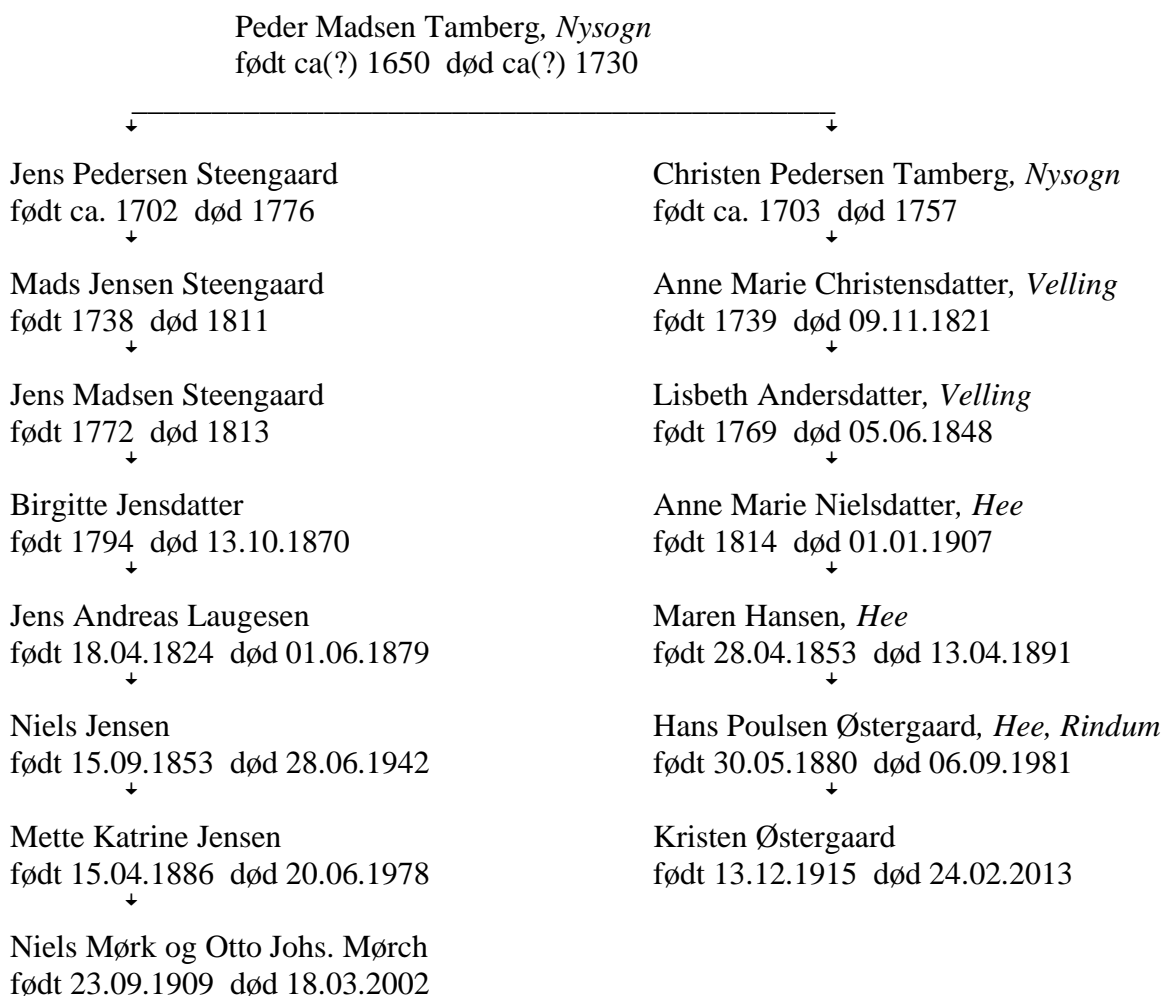 Peder Madsen Tamberg, Nysogn
født ca(?) 1650  død ca(?) 1730
Jens Pedersen Steengaard
født ca. 1702  død 1776
Mads Jensen Steengaard
født 1738  død 1811
Jens Madsen Steengaard
født 1772  død 1813
Birgitte Jensdatter
født 1794  død 13.10.1870
Jens Andreas Laugesen
født 18.04.1824  død 01.06.1879
Niels Jensen
født 15.09.1853  død 28.06.1942
Mette Katrine Jensen
født 15.04.1886  død 20.06.1978
Niels Mørk og Otto Johs. Mørch
født 23.09.1909  død 18.03.2002
Christen Pedersen Tamberg, Nysogn
født ca. 1703  død 1757
Anne Marie Christensdatter, Velling
født 1739  død 09.11.1821
Lisbeth Andersdatter, Velling
født 1769  død 05.06.1848
Anne Marie Nielsdatter, Hee
født 1814  død 01.01.1907
Maren Hansen, Hee
født 28.04.1853  død 13.04.1891
Hans Poulsen Østergaard, Hee, Rindum
født 30.05.1880  død 06.09.1981
Kristen Østergaard
født 13.12.1915  død 24.02.2013